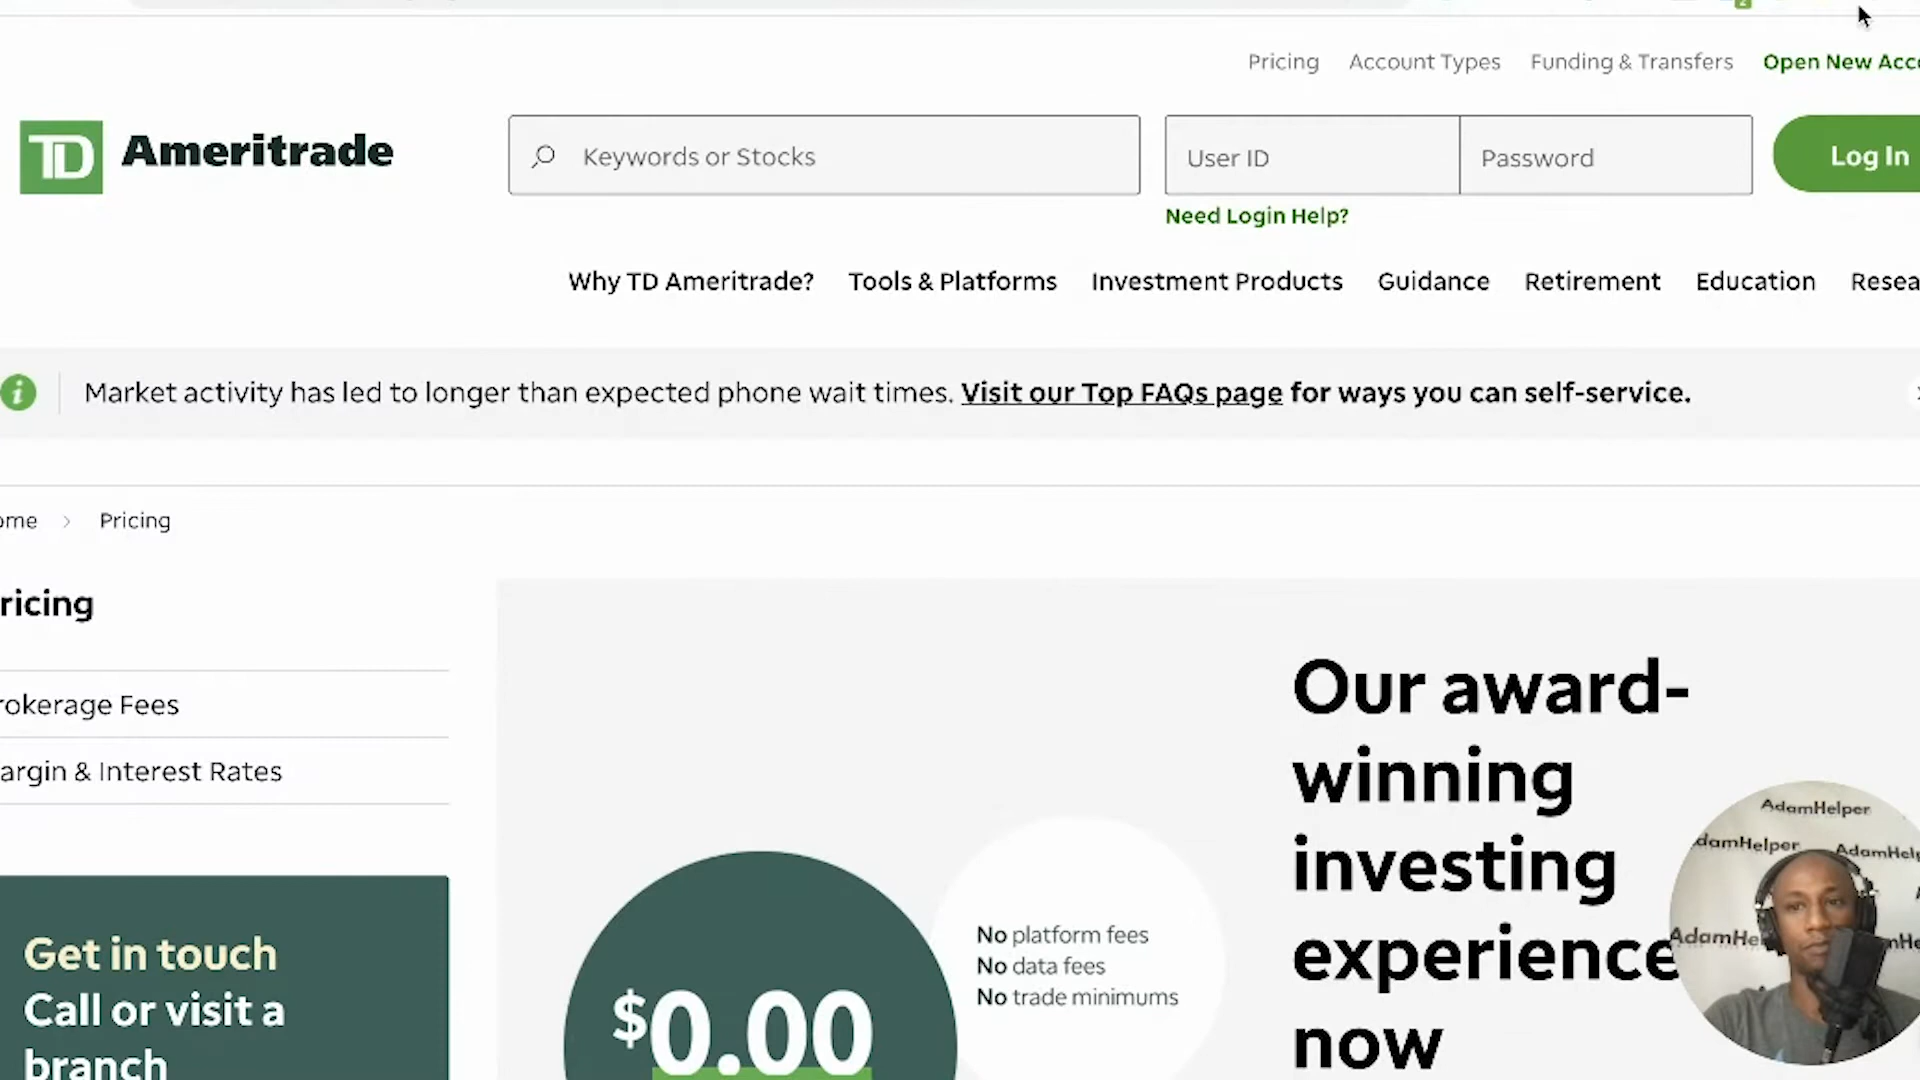 Pricing Account Types Funding & Transfers Open New Acc
TD Ameritrade
Keywords or Stocks
User ID
Password
Log In
Need Login Help?
Why TD Ameritrade? Tools & Platforms Investment Products Guidance Retirement Education Resea
Market activity has led to longer than expected phone wait times. Visit our Top FAQs page for ways you can self-service.
ome > Pricing
ricing
rokerage Fees
argin & Interest Rates
Get in touch
Call or visit a
branch
$0.00
No platform fees
No data fees
No trade minimums
Our award-
winning
investing
experience
now
AdamHelper
damHelper AdamHelp
AdamHe